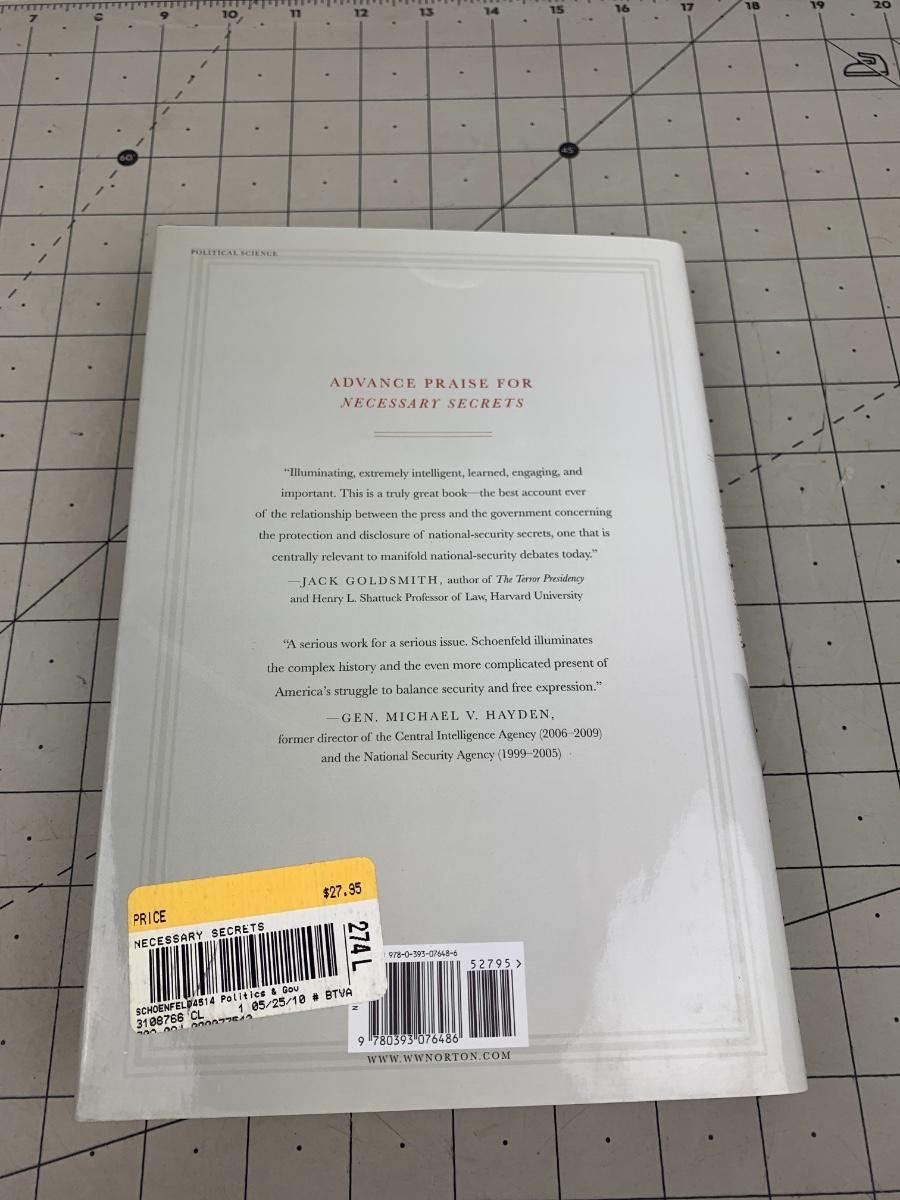 7 8 9 10 11 12 13 14 15 16 17 18 19 20
60°
45°
POLITICAL SCIENCE
ADVANCE PRAISE FOR
NECESSARY SECRETS
“Illuminating, extremely intelligent, learned, engaging, and
important. This is a truly great book—the best account ever
of the relationship between the press and the government concerning
the protection and disclosure of national-security secrets, one that is
centrally relevant to manifold national-security debates today.”
—JACK GOLDSMITH, author of The Terror Presidency
and Henry L. Shattuck Professor of Law, Harvard University
“A serious work for a serious issue. Schoenfeld illuminates
the complex history and the even more complicated present of
America’s struggle to balance security and free expression.”
—GEN. MICHAEL V. HAYDEN,
former director of the Central Intelligence Agency (2006–2009)
and the National Security Agency (1999–2005)
$27.95
PRICE
NECESSARY SECRETS
274L
SCHOENFELD4514 Politics & Gov
3108766 CL 1 05/25/10 # BTVA
978-0-393-07648-6
52795 >
N
9 780393 076486
WWW.WWNORTON.COM